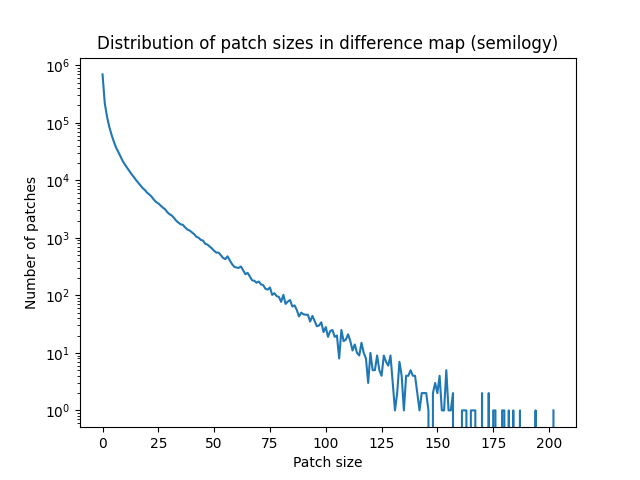 Distribution of patch sizes in difference map (semilogy)
Number of patches
10^6
10^5
10^4
10^3
10^2
10^1
10^0
0 25 50 75 100 125 150 175 200
Patch size